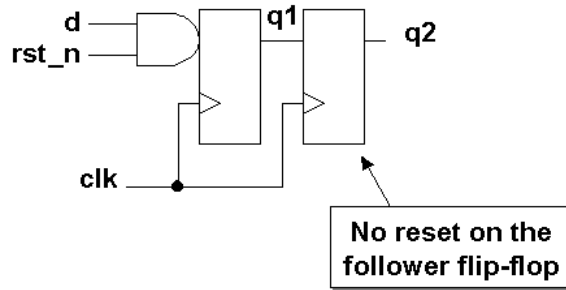 d
q1
q2
rst_n
clk
No reset on the
follower flip-flop